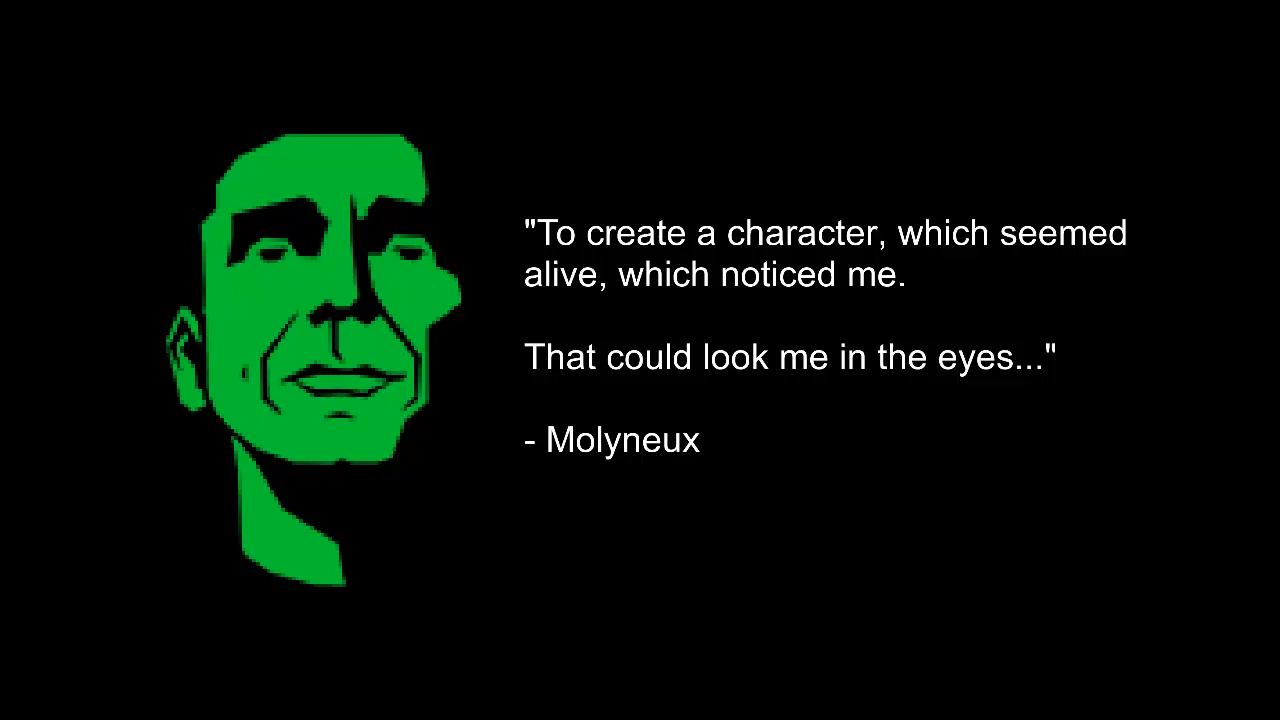 "To create a character, which seemed
alive, which noticed me.
That could look me in the eyes..."
- Molyneux